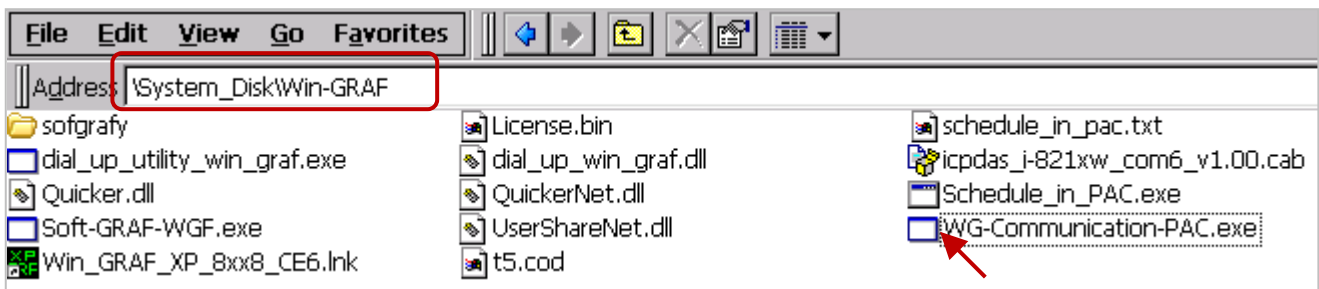 File Edit View Go Favorites
Address \System_Disk\Win-GRAF
sofgrafy License.bin schedule_in_pac.txt
dial_up_utility_win_graf.exe dial_up_win_graf.dll icpdas_i-821xw_com6_v1.00.cab
Quicker.dll QuickerNet.dll Schedule_in_PAC.exe
Soft-GRAF-WGF.exe UserShareNet.dll WG-Communication-PAC.exe
Win_GRAF_XP_8xx8_CE6.lnk t5.cod